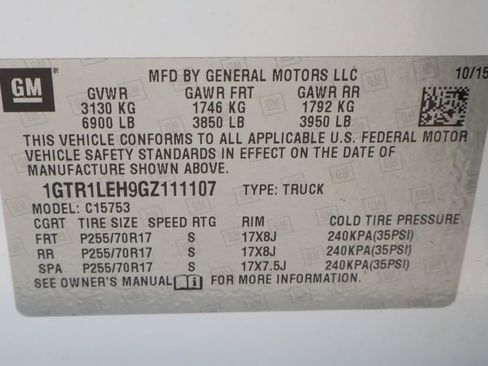 MFD BY GENERAL MOTORS LLC 10/15
GM ®
GVWR GAWR FRT GAWR RR
3130 KG 1746 KG 1792 KG
6900 LB 3850 LB 3950 LB
THIS VEHICLE CONFORMS TO ALL APPLICABLE U.S. FEDERAL MOTOR
VEHICLE SAFETY STANDARDS IN EFFECT ON THE DATE OF
MANUFACTURE SHOWN ABOVE.
1GTR1LEH9GZ111107 TYPE: TRUCK
MODEL: C15753
CGRT TIRE SIZE SPEED RTG RIM COLD TIRE PRESSURE
FRT P255/70R17 S 17X8J 240KPA(35PSI)
RR P255/70R17 S 17X8J 240KPA(35PSI)
SPA P255/70R17 S 17X7.5J 240KPA(35PSI)
SEE OWNER'S MANUAL FOR MORE INFORMATION